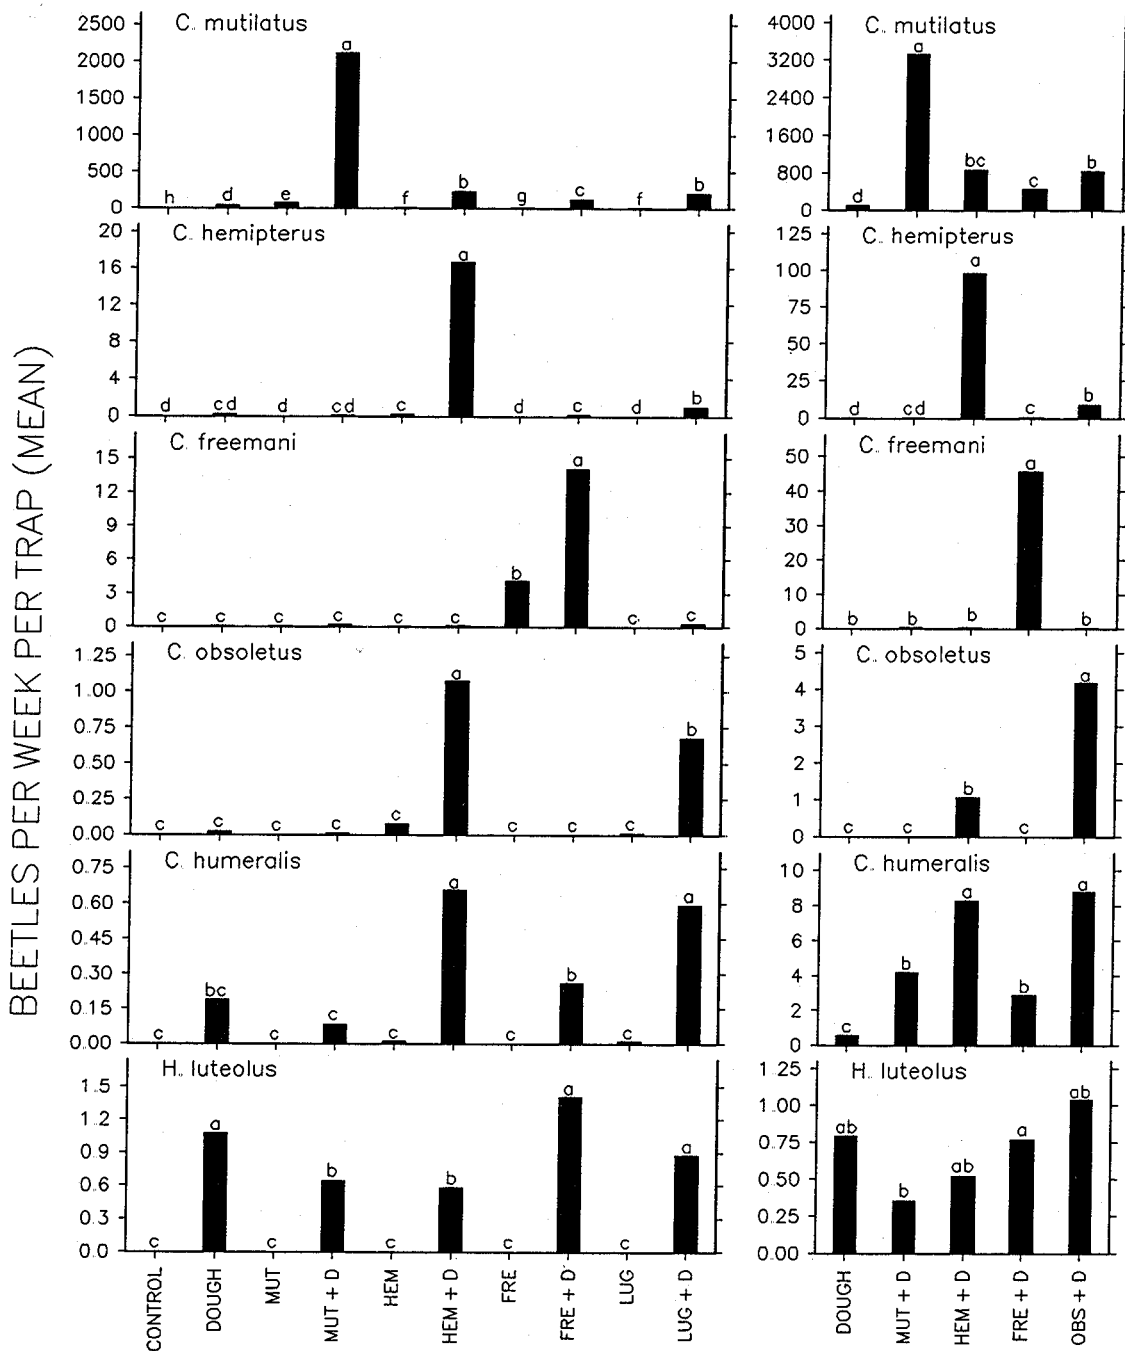 BEETLES PER WEEK PER TRAP (MEAN)
C. mutilatus
2500
2000
1500
1000
500
0
h d e a f b g c f b
C. mutilatus
4000
3200
2400
1600
800
0
d a bc c b
C. hemipterus
20
16
12
8
4
0
d cd d cd c a d c d b
C. hemipterus
125
100
75
50
25
0
d cd a c b
C. freemani
15
12
9
6
3
0
c c c c c c b a c c
C. freemani
50
40
30
20
10
0
b b b a b
C. obsoletus
1.25
1.00
0.75
0.50
0.25
0.00
c c c c c a c c c b
C. obsoletus
5
4
3
2
1
0
c c b c a
C. humeralis
0.75
0.60
0.45
0.30
0.15
0.00
c bc c c c a c b c a
C. humeralis
10
8
6
4
2
0
c b a b a
H. luteolus
1.5
1.2
0.9
0.6
0.3
0.0
c a c b c b c a c a
H. luteolus
1.25
1.00
0.75
0.50
0.25
0.00
ab b ab a ab
CONTROL
DOUGH
MUT
MUT + D
HEM
HEM + D
FRE
FRE + D
LUG
LUG + D
DOUGH
MUT + D
HEM + D
FRE + D
OBS + D